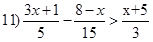 11) (3x+1)/5 − (8−x)/15 > (x+5)/3